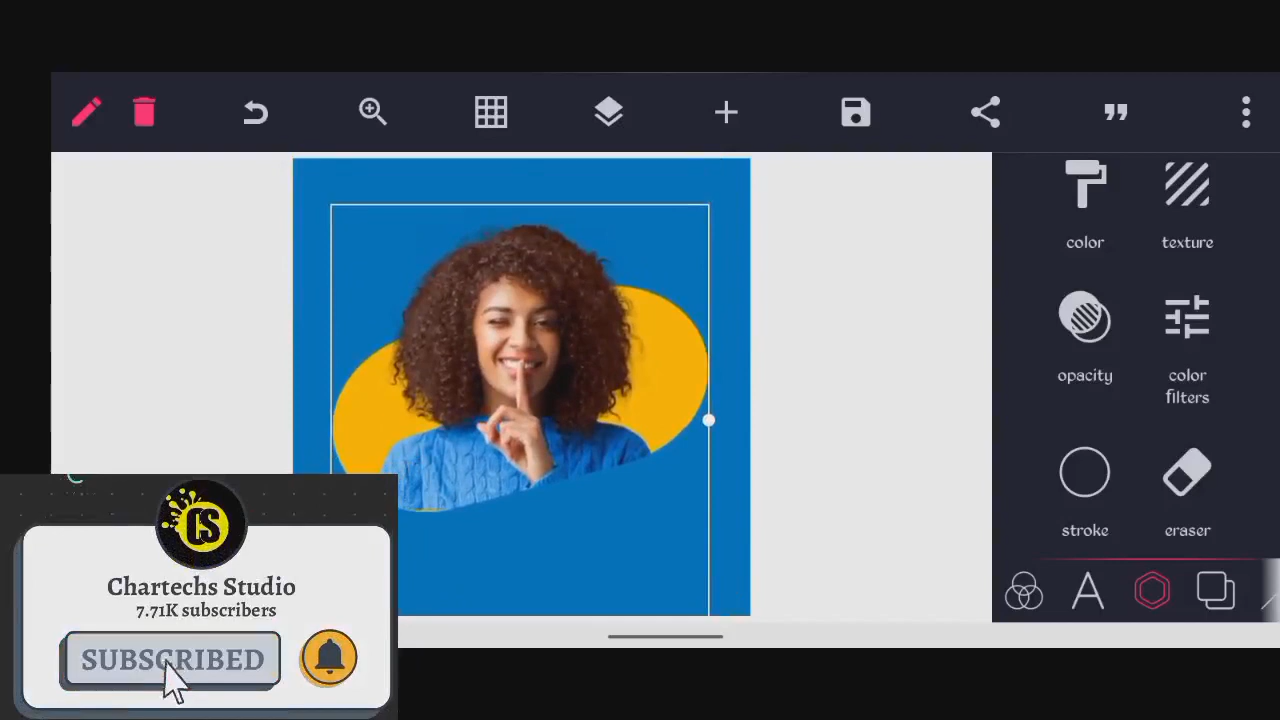 color
texture
opacity
color
filters
stroke
eraser
CS
Chartechs Studio
7.71K subscribers
SUBSCRIBED